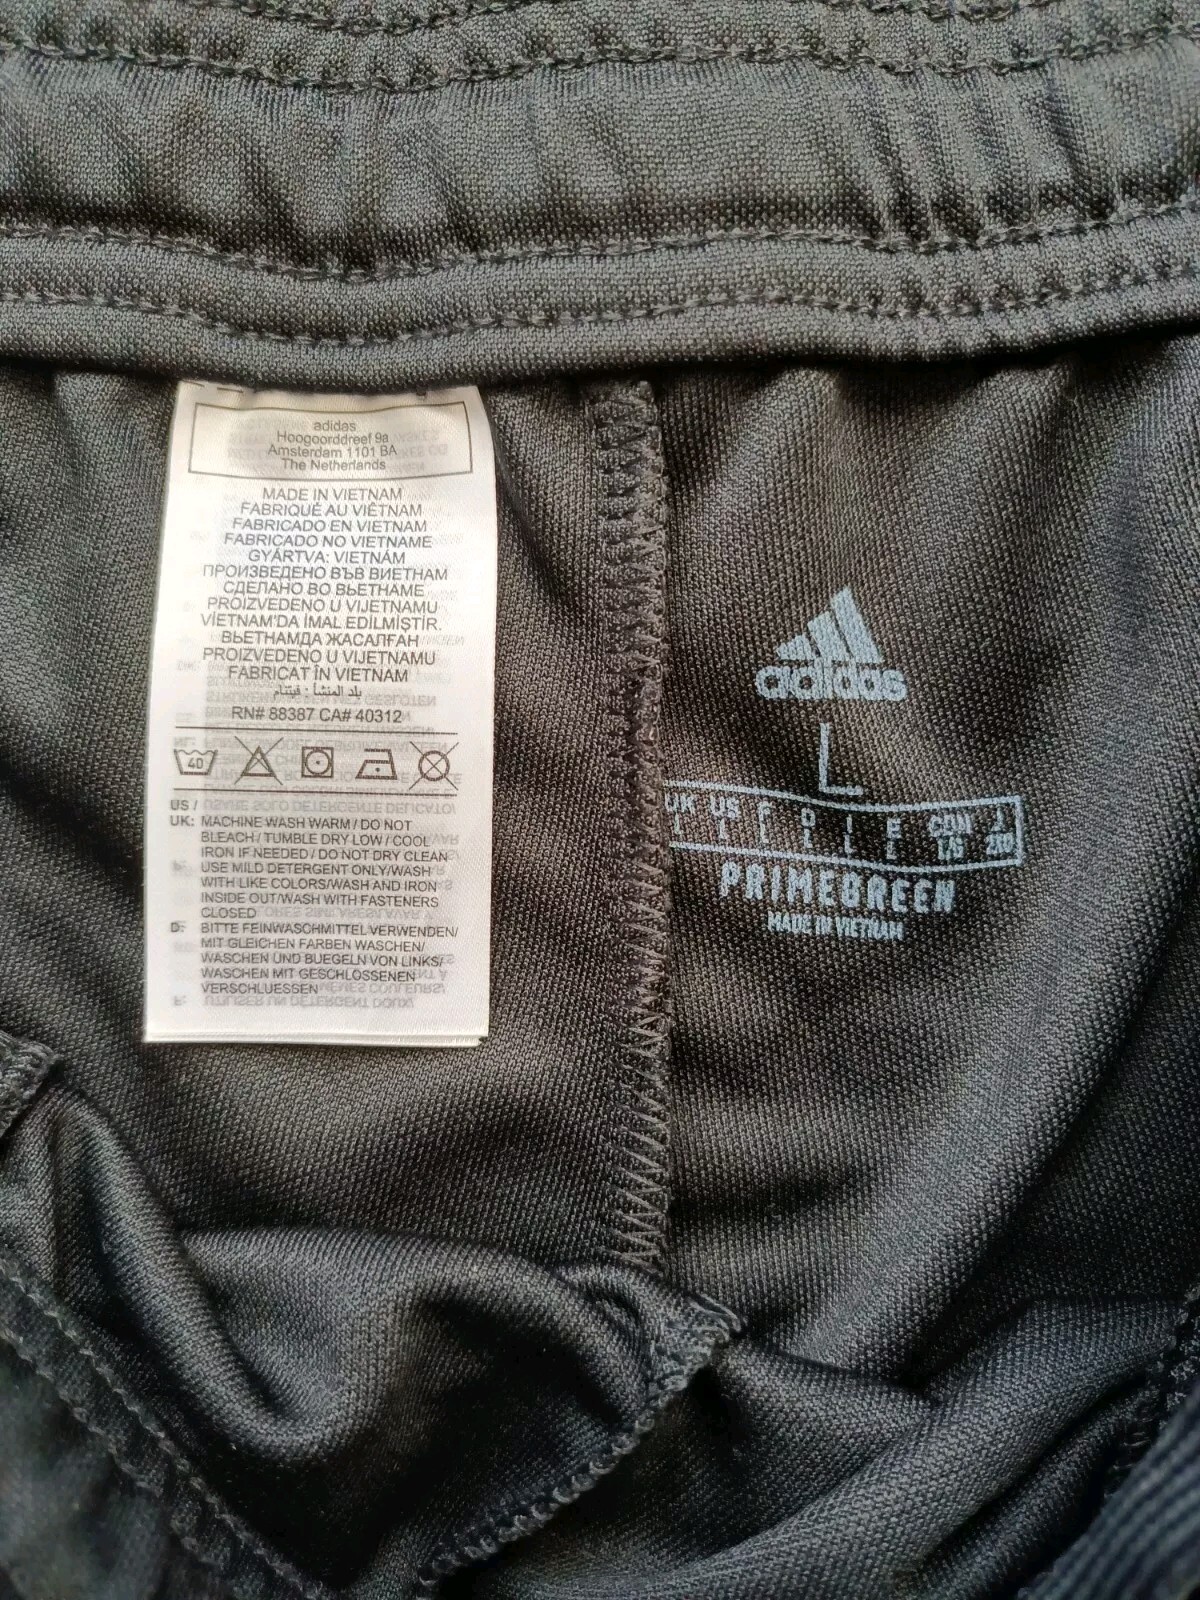 adidas
Hoogoorddreef 9a
Amsterdam 1101 BA
The Netherlands
MADE IN VIETNAM
FABRIQUÉ AU VIÊTNAM
FABRICADO EN VIETNAM
FABRICADO NO VIETNAME
GYÁRTVA: VIETNÁM
ПРОИЗВЕДЕНО ВЪВ ВИЕТНАМ
СДЕЛАНО ВО ВЬЕТНАМЕ
PROIZVEDENO U VIJETNAMU
VİETNAM'DA İMAL EDİLMİŞTİR.
ВЬЕТНАМДА ЖАСАЛҒАН
PROIZVEDENO U VIJETNAMU
FABRICAT ÎN VIETNAM
بلد المنشأ : فيتنام
RN# 88387 CA# 40312
40
US / UK: MACHINE WASH WARM / DO NOT
BLEACH / TUMBLE DRY LOW / COOL
IRON IF NEEDED / DO NOT DRY CLEAN
USE MILD DETERGENT ONLY/WASH
WITH LIKE COLORS/WASH AND IRON
INSIDE OUT/WASH WITH FASTENERS
CLOSED
D: BITTE FEINWASCHMITTEL VERWENDEN/
MIT GLEICHEN FARBEN WASCHEN/
WASCHEN UND BUEGELN VON LINKS/
WASCHEN MIT GESCHLOSSENEN
VERSCHLUESSEN
adidas
L
UK US F D I E CDN J
L L L L L L T/G 2XO
PRIMEGREEN
MADE IN VIETNAM